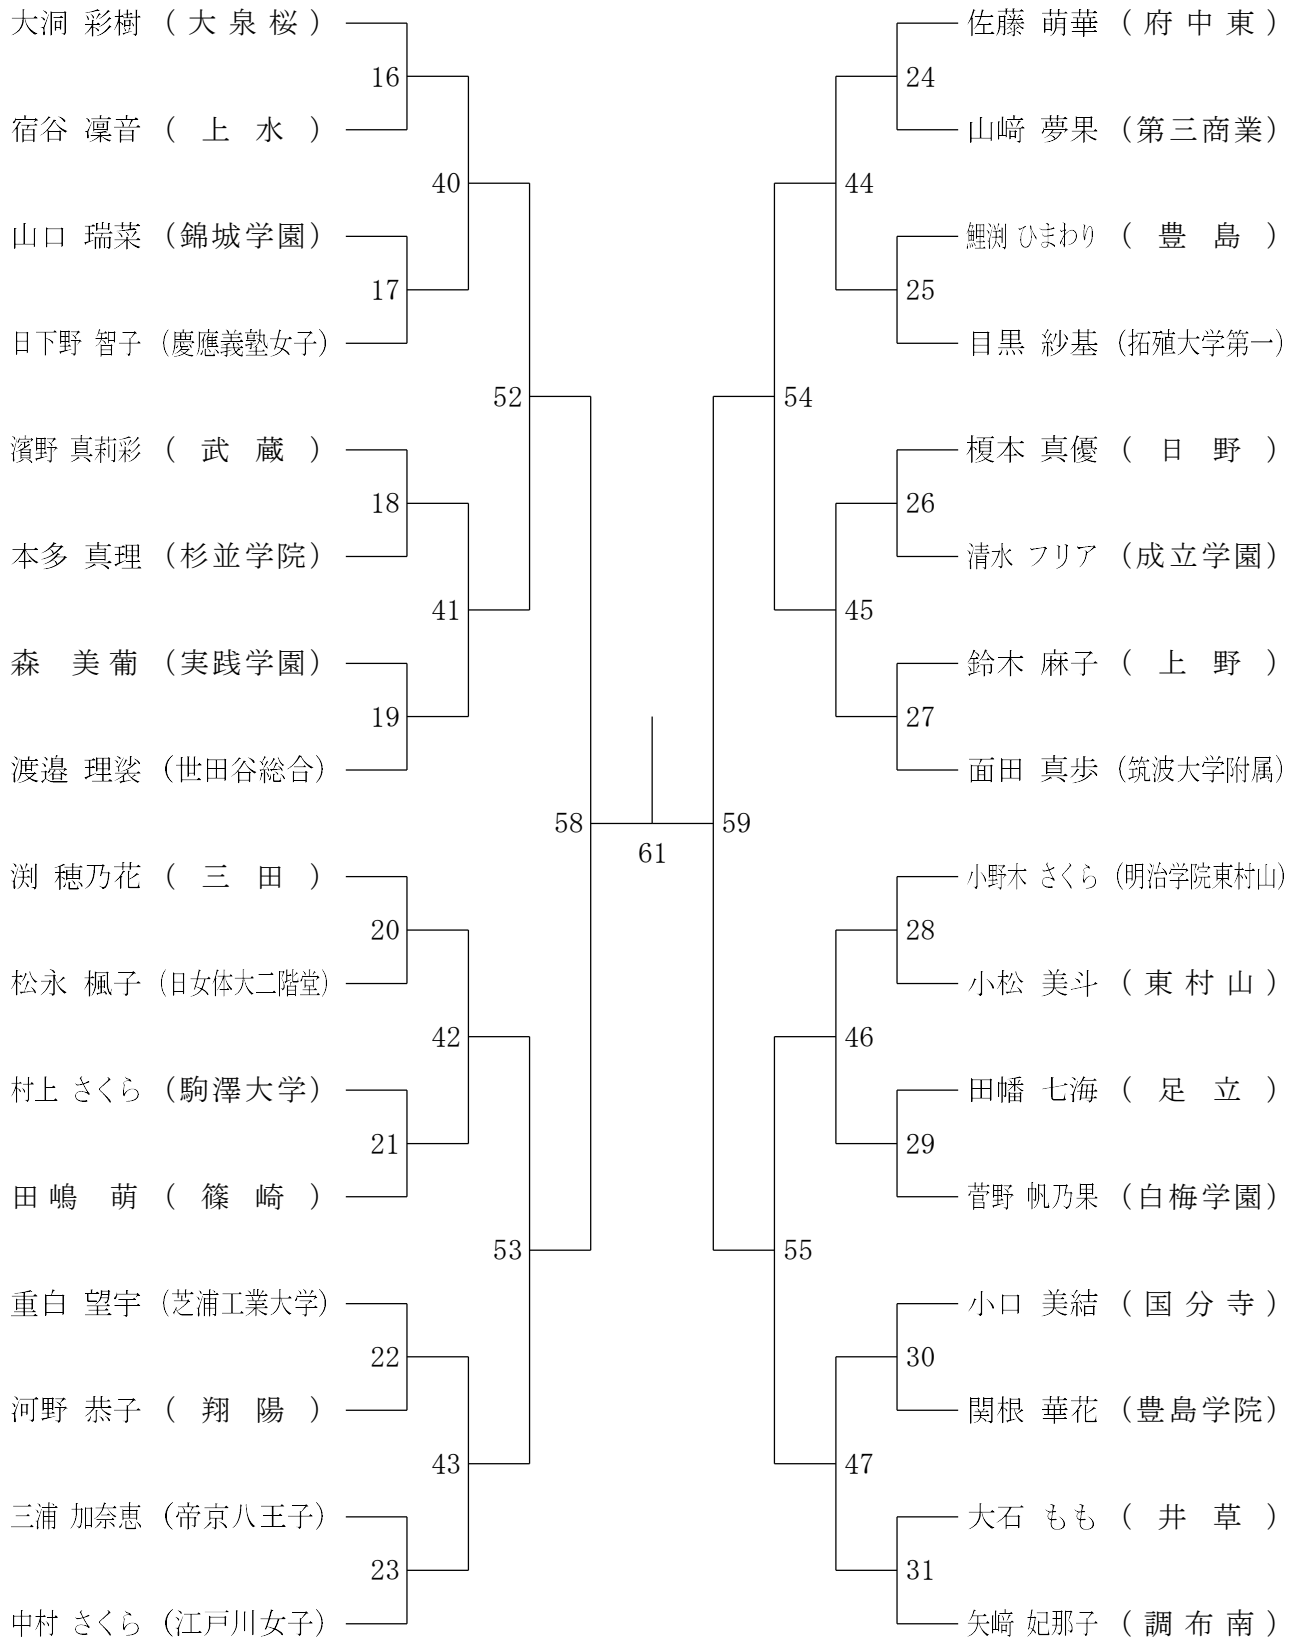 大洞 彩樹 （ 大 泉 桜 ）
16
宿谷 凜音 （ 上 水 ）
40
山口 瑞菜 （錦城学園）
17
日下野 智子 （慶應義塾女子）
52
濱野 真莉彩 （ 武 蔵 ）
18
本多 真理 （杉並学院）
41
森 美葡 （実践学園）
19
渡邉 理裟 （世田谷総合）
58
渕 穂乃花 （ 三 田 ）
20
松永 楓子 （日女体大二階堂）
42
村上 さくら （駒澤大学）
21
田嶋 萌 （ 篠 崎 ）
53
重白 望宇 （芝浦工業大学）
22
河野 恭子 （ 翔 陽 ）
43
三浦 加奈恵 （帝京八王子）
23
中村 さくら （江戸川女子）
61
佐藤 萌華 （ 府 中 東 ）
24
山﨑 夢果 （第三商業）
44
鯉渕 ひまわり （ 豊 島 ）
25
目黒 紗基 （拓殖大学第一）
54
榎本 真優 （ 日 野 ）
26
清水 フリア （成立学園）
45
鈴木 麻子 （ 上 野 ）
27
面田 真歩 （筑波大学附属）
59
小野木 さくら （明治学院東村山）
28
小松 美斗 （ 東 村 山 ）
46
田幡 七海 （ 足 立 ）
29
菅野 帆乃果 （白梅学園）
55
小口 美結 （ 国 分 寺 ）
30
関根 華花 （豊島学院）
47
大石 もも （ 井 草 ）
31
矢﨑 妃那子 （ 調 布 南 ）